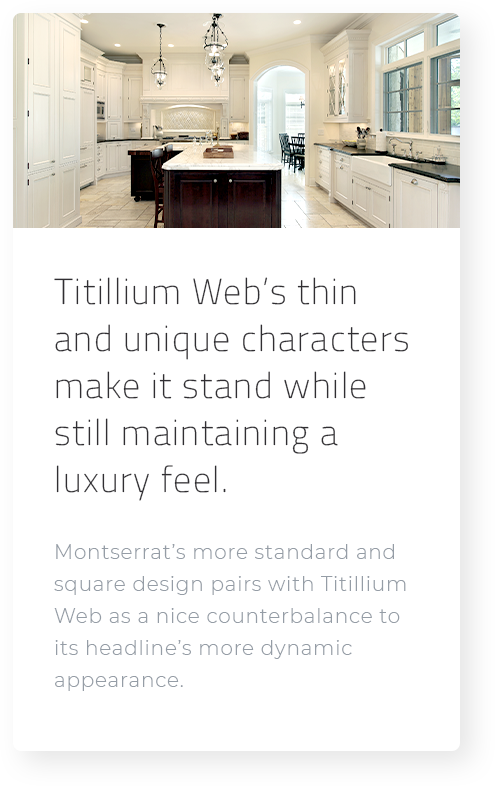 Titillium Web’s thin
and unique characters
make it stand while
still maintaining a
luxury feel.
Montserrat’s more standard and
square design pairs with Titillium
Web as a nice counterbalance to
its headline’s more dynamic
appearance.